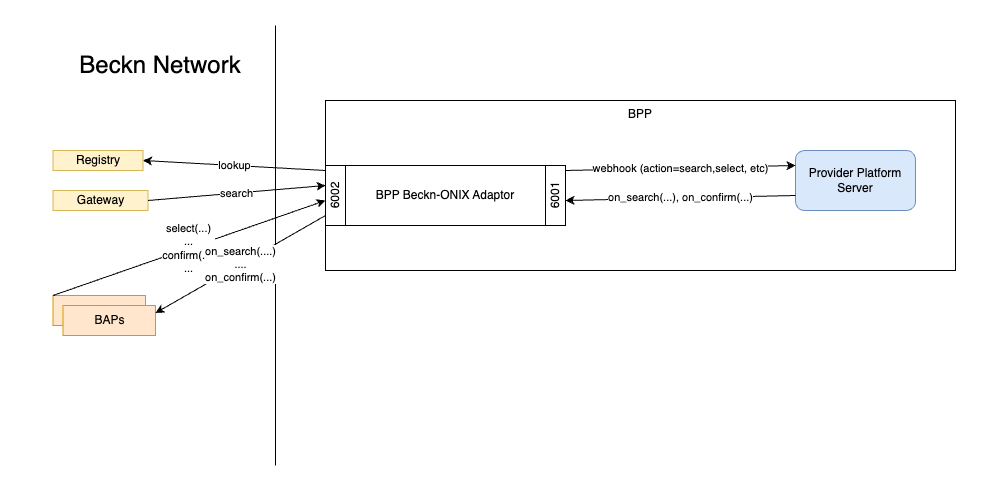 Beckn Network
BPP
Registry
lookup
Gateway
search
6002
BPP Beckn-ONIX Adaptor
6001
webhook (action=search,select, etc)
on_search(...), on_confirm(...)
Provider Platform
Server
select(...)
...
confirm(.
...
on_search(....)
....
on_confirm(...)
BAPs